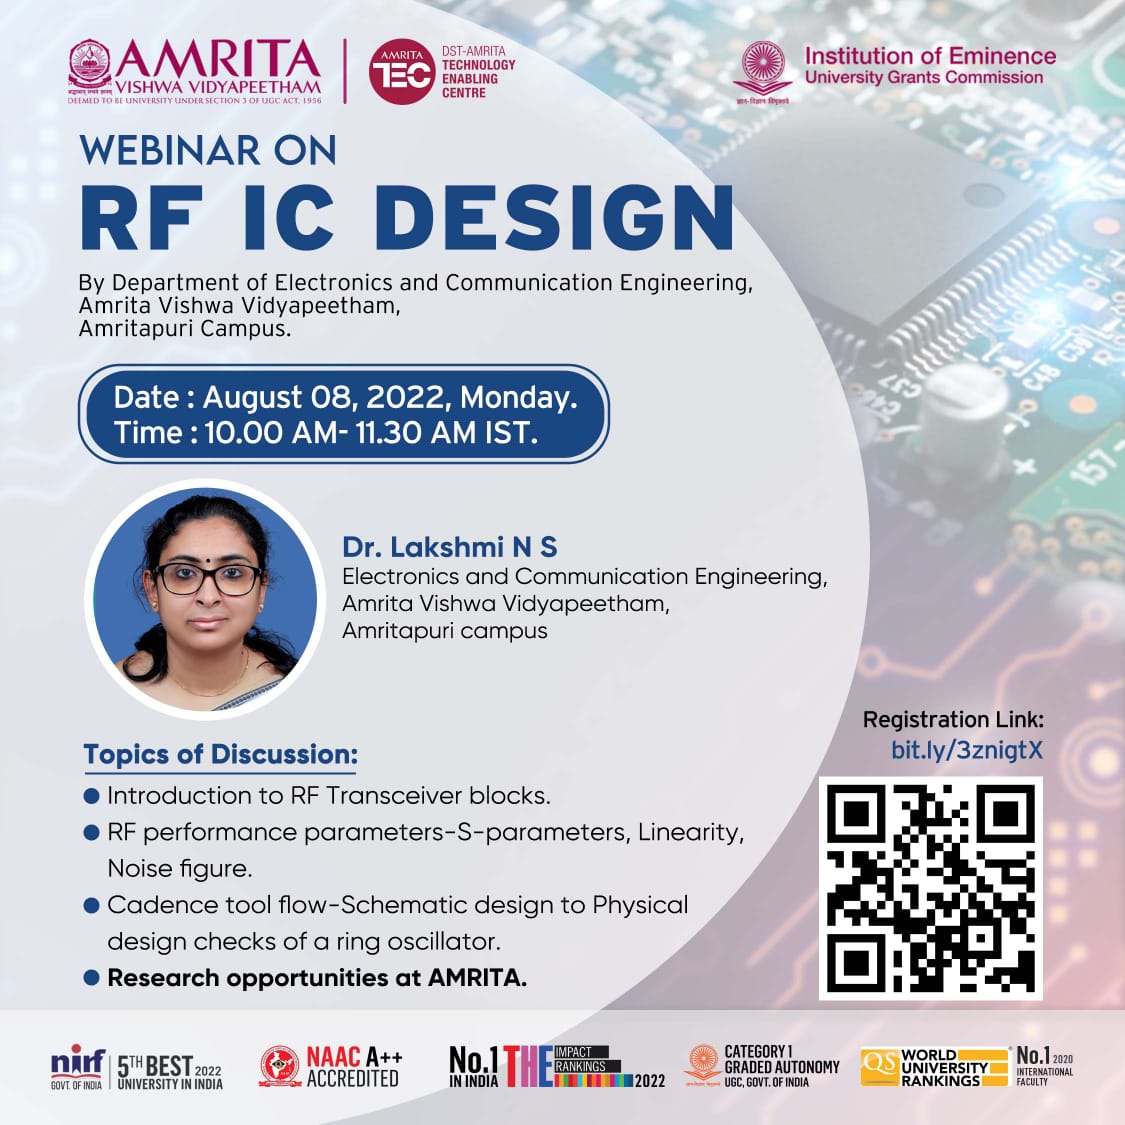 AMRITA
VISHWA VIDYAPEETHAM
DEEMED TO BE UNIVERSITY UNDER SECTION 3 OF UGC ACT, 1956
AMRITA
TEC
DST-AMRITA
TECHNOLOGY
ENABLING
CENTRE
ज्ञान-विज्ञान विमुक्तये
Institution of Eminence
University Grants Commission
WEBINAR ON
RF IC DESIGN
By Department of Electronics and Communication Engineering,
Amrita Vishwa Vidyapeetham,
Amritapuri Campus.
Date : August 08, 2022, Monday.
Time : 10.00 AM- 11.30 AM IST.
Dr. Lakshmi N S
Electronics and Communication Engineering,
Amrita Vishwa Vidyapeetham,
Amritapuri campus
Topics of Discussion:
Introduction to RF Transceiver blocks.
RF performance parameters-S-parameters, Linearity,
Noise figure.
Cadence tool flow-Schematic design to Physical
design checks of a ring oscillator.
Research opportunities at AMRITA.
Registration Link:
bit.ly/3znigtX
157
nirf
GOVT. OF INDIA
5TH BEST 2022
UNIVERSITY IN INDIA
NAAC A++
ACCREDITED
No.1
IN INDIA
THE
IMPACT
RANKINGS
2022
CATEGORY 1
GRADED AUTONOMY
UGC, GOVT. OF INDIA
QS
WORLD
UNIVERSITY
RANKINGS
No.1 2020
INTERNATIONAL
FACULTY